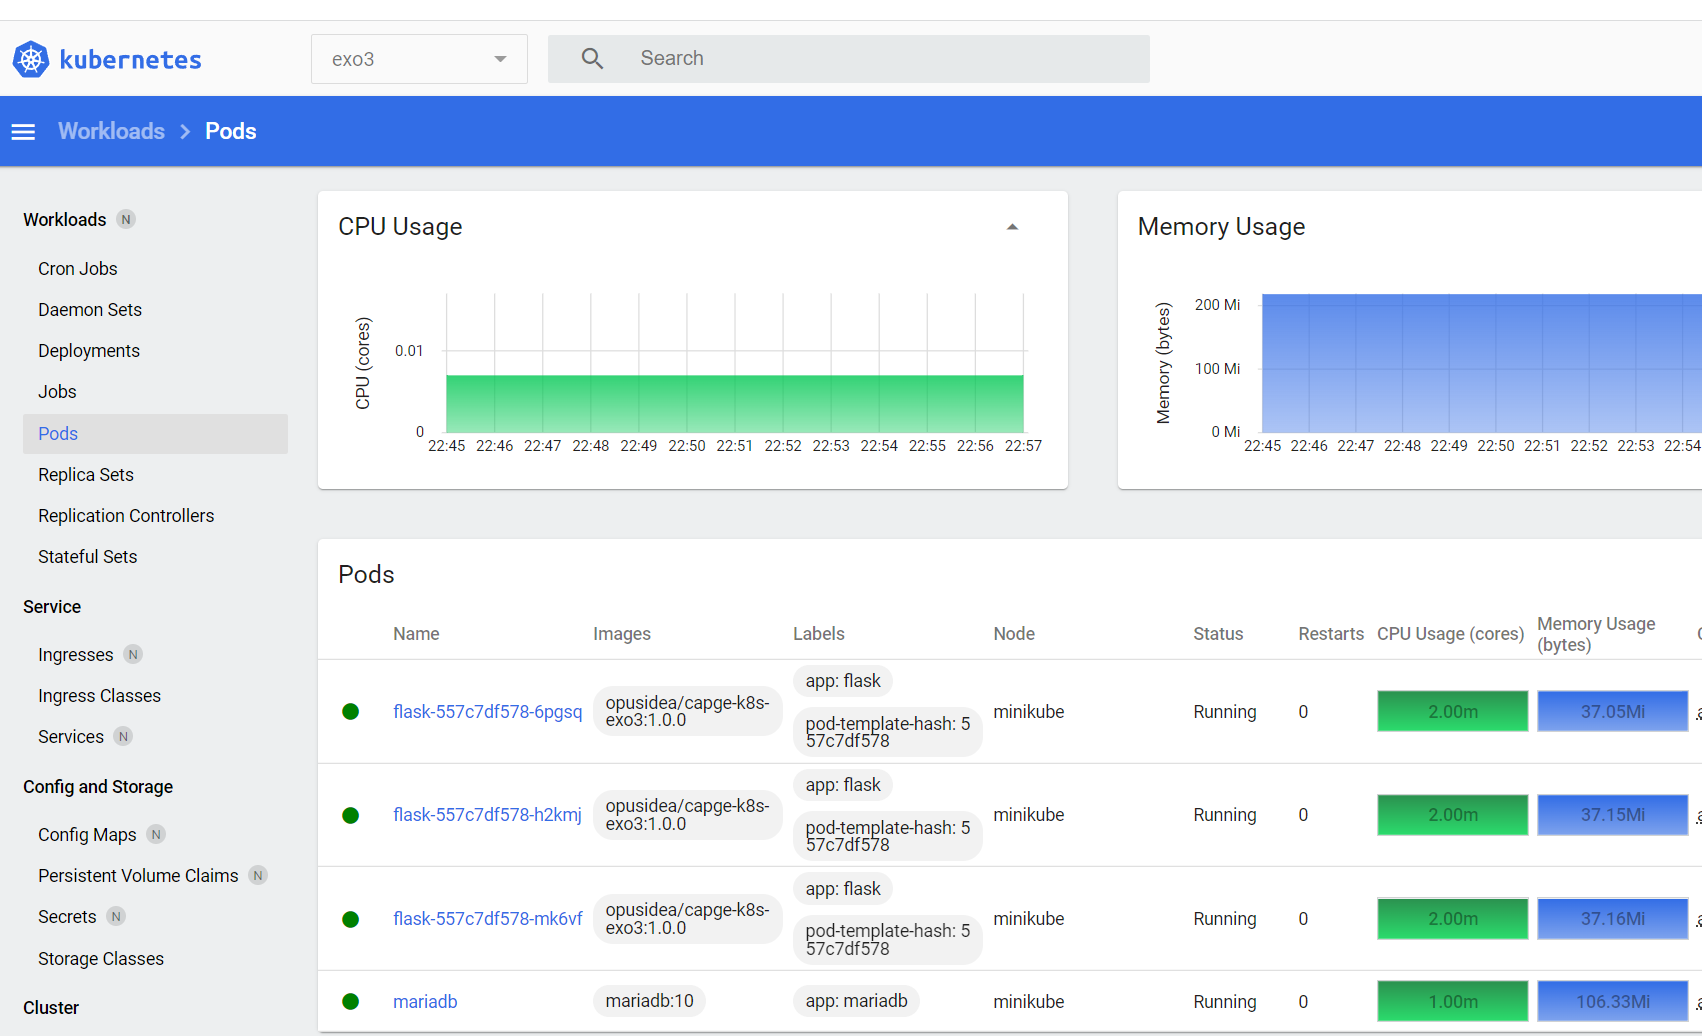 kubernetes
exo3
Search
Workloads > Pods
Workloads N
Cron Jobs
Daemon Sets
Deployments
Jobs
Pods
Replica Sets
Replication Controllers
Stateful Sets
Service
Ingresses N
Ingress Classes
Services N
Config and Storage
Config Maps N
Persistent Volume Claims N
Secrets N
Storage Classes
Cluster
CPU Usage
CPU (cores)
0.01
0
22:45 22:46 22:47 22:48 22:49 22:50 22:51 22:52 22:53 22:54 22:55 22:56 22:57
Memory Usage
Memory (bytes)
200 Mi
100 Mi
0 Mi
22:45 22:46 22:47 22:48 22:49 22:50 22:51 22:52 22:53 22:54
Pods
Name Images Labels Node Status Restarts CPU Usage (cores) Memory Usage
(bytes)
flask-557c7df578-6pgsq
opusidea/capge-k8s-
exo3:1.0.0
app: flask
pod-template-hash: 5
57c7df578
minikube Running 0 2.00m 37.05Mi
flask-557c7df578-h2kmj
opusidea/capge-k8s-
exo3:1.0.0
app: flask
pod-template-hash: 5
57c7df578
minikube Running 0 2.00m 37.15Mi
flask-557c7df578-mk6vf
opusidea/capge-k8s-
exo3:1.0.0
app: flask
pod-template-hash: 5
57c7df578
minikube Running 0 2.00m 37.16Mi
mariadb mariadb:10 app: mariadb minikube Running 0 1.00m 106.33Mi